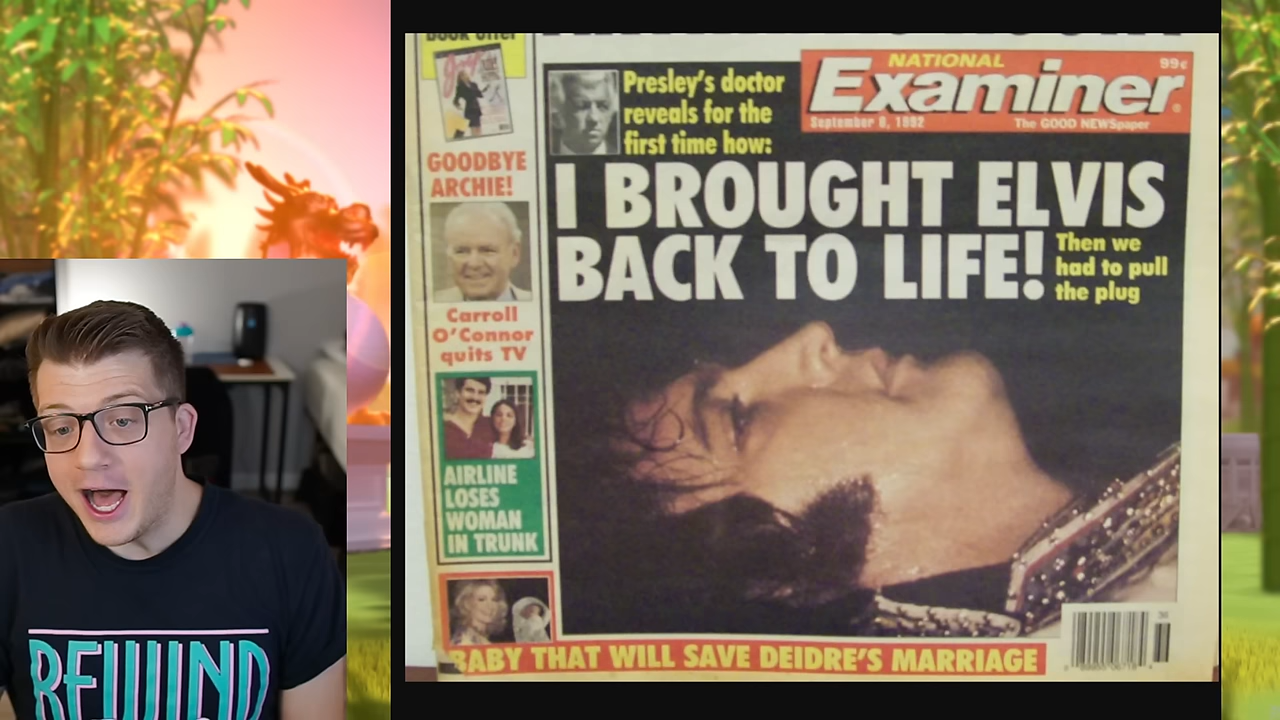 BOOK offer
GOODBYE
ARCHIE!
Carroll
O'Connor
quits TV
AIRLINE
LOSES
WOMAN
IN TRUNK
Presley's doctor
reveals for the
first time how:
NATIONAL
Examiner
99¢
September 8, 1992
The GOOD NEWSpaper
I BROUGHT ELVIS
BACK TO LIFE!
Then we
had to pull
the plug
BABY THAT WILL SAVE DEIDRE'S MARRIAGE
REWIND